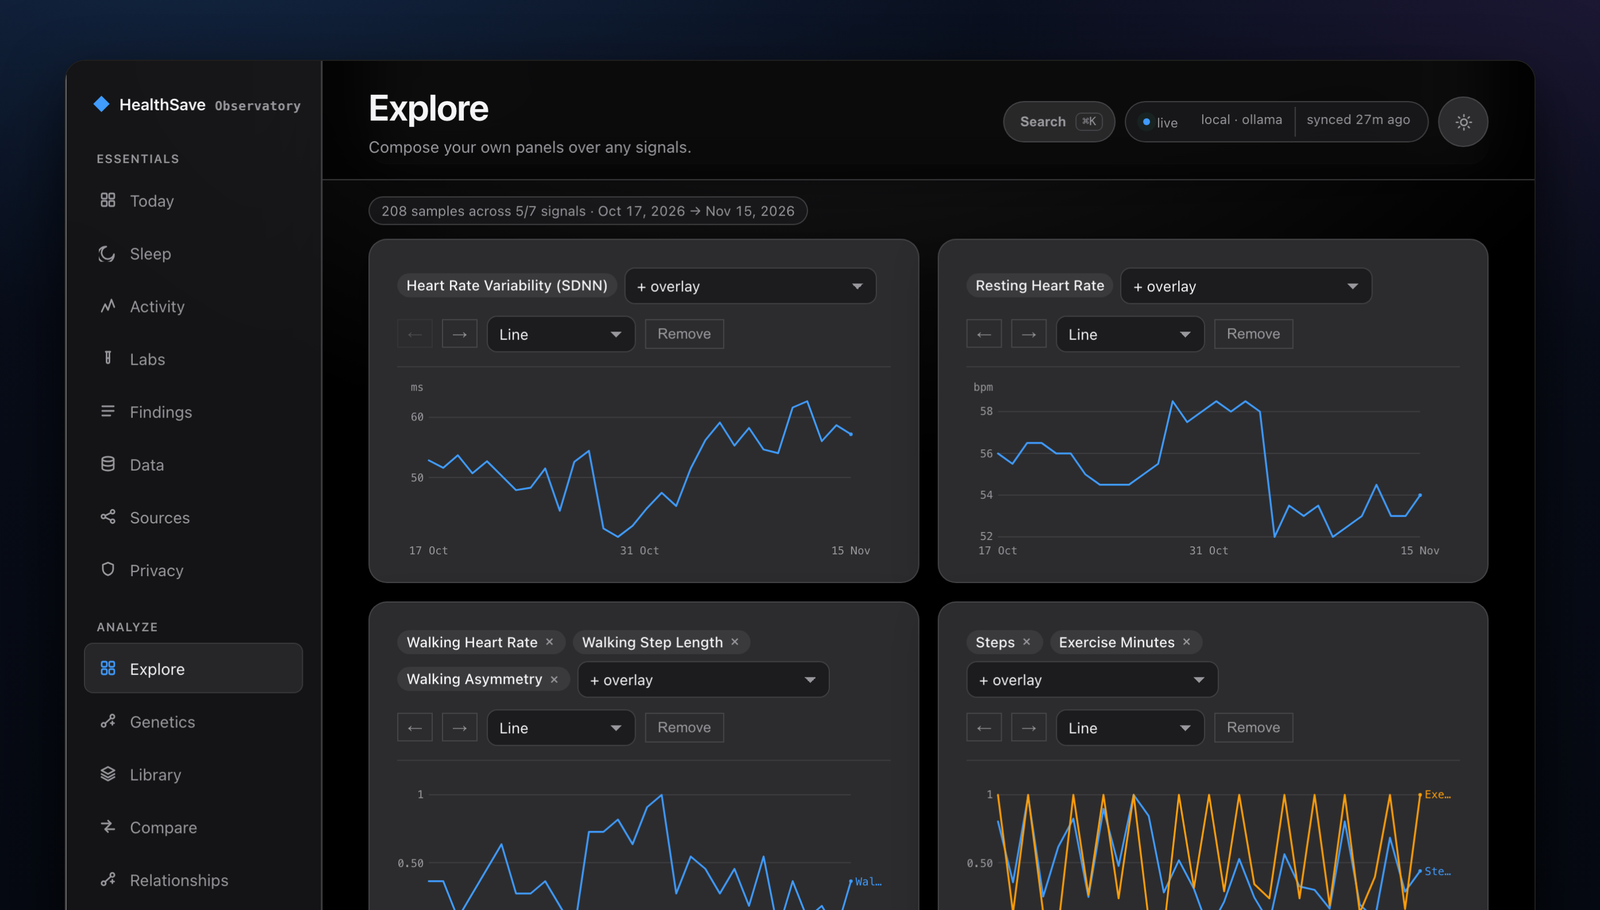 HealthSave Observatory
ESSENTIALS
Today
Sleep
Activity
Labs
Findings
Data
Sources
Privacy
ANALYZE
Explore
Genetics
Library
Compare
Relationships
Explore
Compose your own panels over any signals.
Search ⌘K
live local · ollama synced 27m ago
208 samples across 5/7 signals · Oct 17, 2026 → Nov 15, 2026
Heart Rate Variability (SDNN) + overlay
← → Line Remove
ms
60
50
17 Oct 31 Oct 15 Nov
Resting Heart Rate + overlay
← → Line Remove
bpm
58
56
54
52
17 Oct 31 Oct 15 Nov
Walking Heart Rate × Walking Step Length ×
Walking Asymmetry × + overlay
← → Line Remove
1
0.50
Wal…
Steps × Exercise Minutes ×
+ overlay
← → Line Remove
1
Exe…
0.50
Ste…